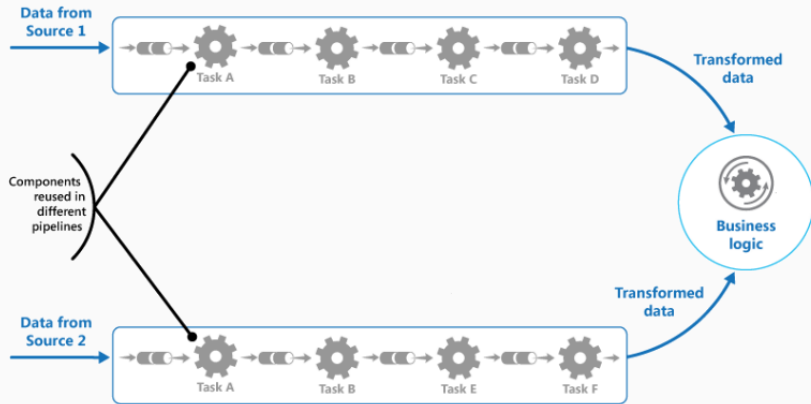 Data from
Source 1
Task A
Task B
Task C
Task D
Transformed
data
Components
reused in
different
pipelines
Business
logic
Transformed
data
Data from
Source 2
Task A
Task B
Task E
Task F